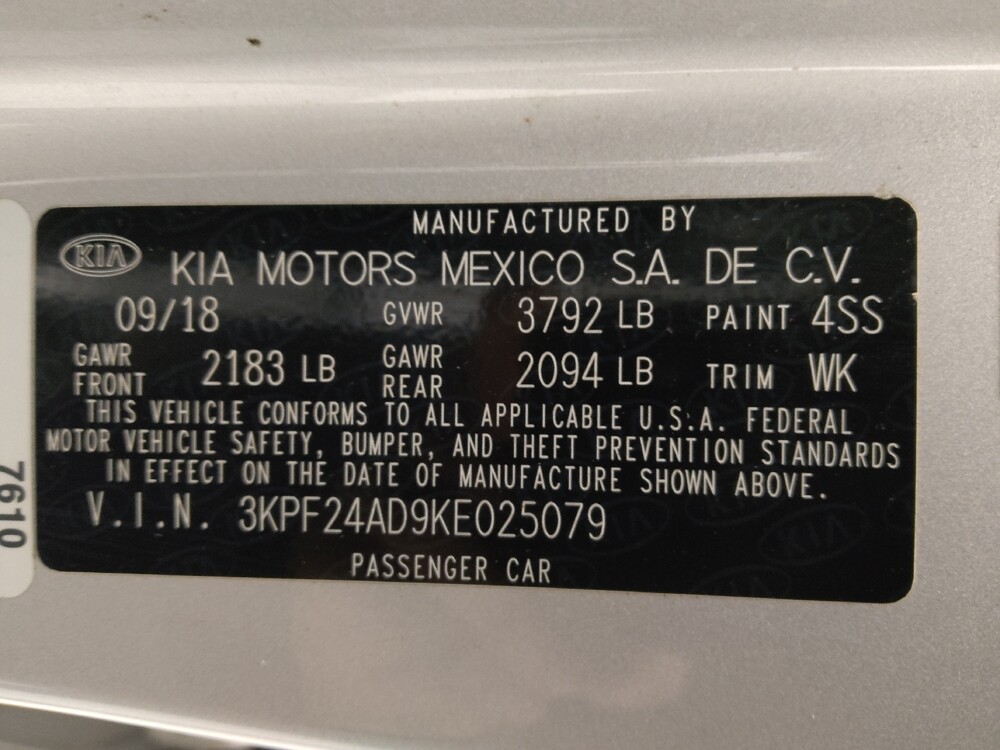 MANUFACTURED BY
KIA
KIA MOTORS MEXICO S.A. DE C.V.
09/18 GVWR 3792 LB PAINT 4SS
GAWR FRONT 2183 LB GAWR REAR 2094 LB TRIM WK
THIS VEHICLE CONFORMS TO ALL APPLICABLE U.S.A. FEDERAL
MOTOR VEHICLE SAFETY, BUMPER, AND THEFT PREVENTION STANDARDS
IN EFFECT ON THE DATE OF MANUFACTURE SHOWN ABOVE.
V.I.N. 3KPF24AD9KE025079
PASSENGER CAR
7610